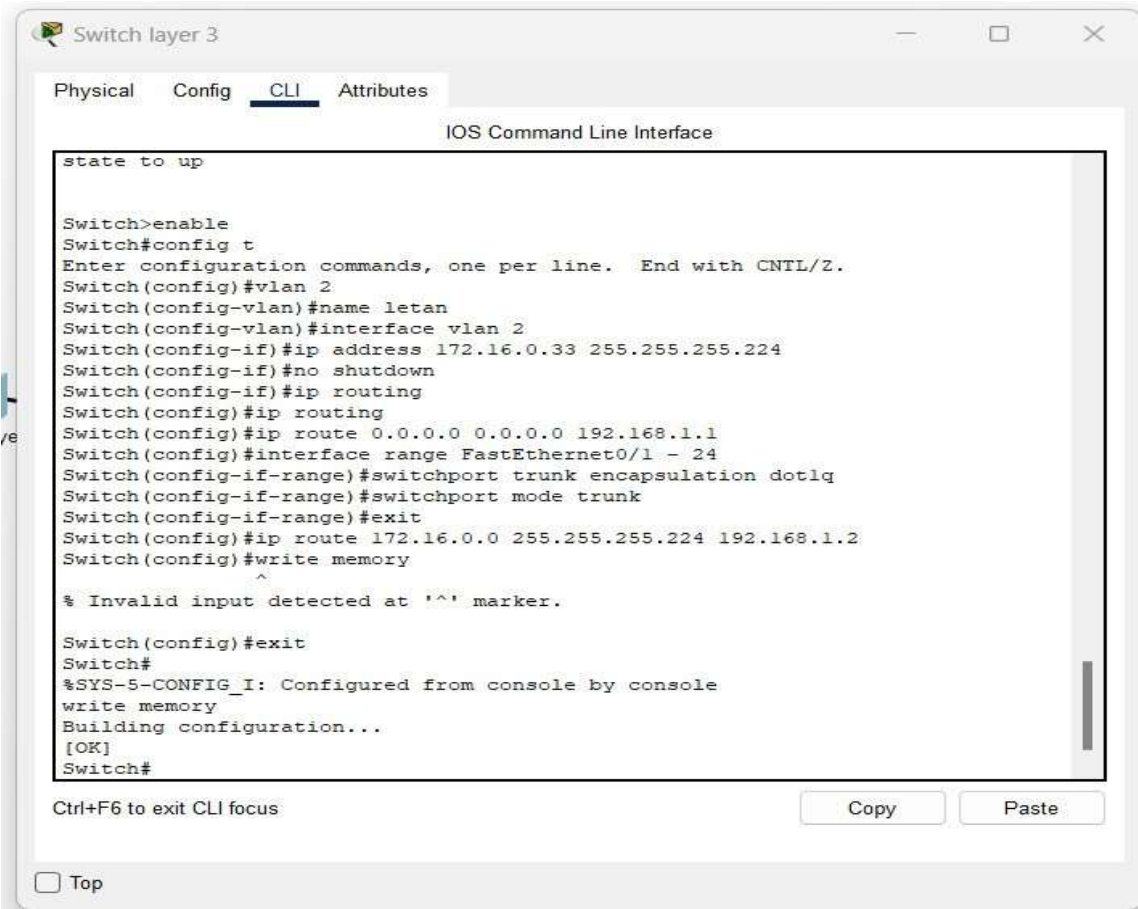 Switch layer 3
Physical Config CLI Attributes
IOS Command Line Interface
state to up
Switch>enable
Switch#config t
Enter configuration commands, one per line.  End with CNTL/Z.
Switch(config)#vlan 2
Switch(config-vlan)#name letan
Switch(config-vlan)#interface vlan 2
Switch(config-if)#ip address 172.16.0.33 255.255.255.224
Switch(config-if)#no shutdown
Switch(config-if)#ip routing
Switch(config)#ip routing
Switch(config)#ip route 0.0.0.0 0.0.0.0 192.168.1.1
Switch(config)#interface range FastEthernet0/1 - 24
Switch(config-if-range)#switchport trunk encapsulation dot1q
Switch(config-if-range)#switchport mode trunk
Switch(config-if-range)#exit
Switch(config)#ip route 172.16.0.0 255.255.255.224 192.168.1.2
Switch(config)#write memory
^
% Invalid input detected at '^' marker.
Switch(config)#exit
Switch#
%SYS-5-CONFIG_I: Configured from console by console
write memory
Building configuration...
[OK]
Switch#
Ctrl+F6 to exit CLI focus
Copy Paste
Top